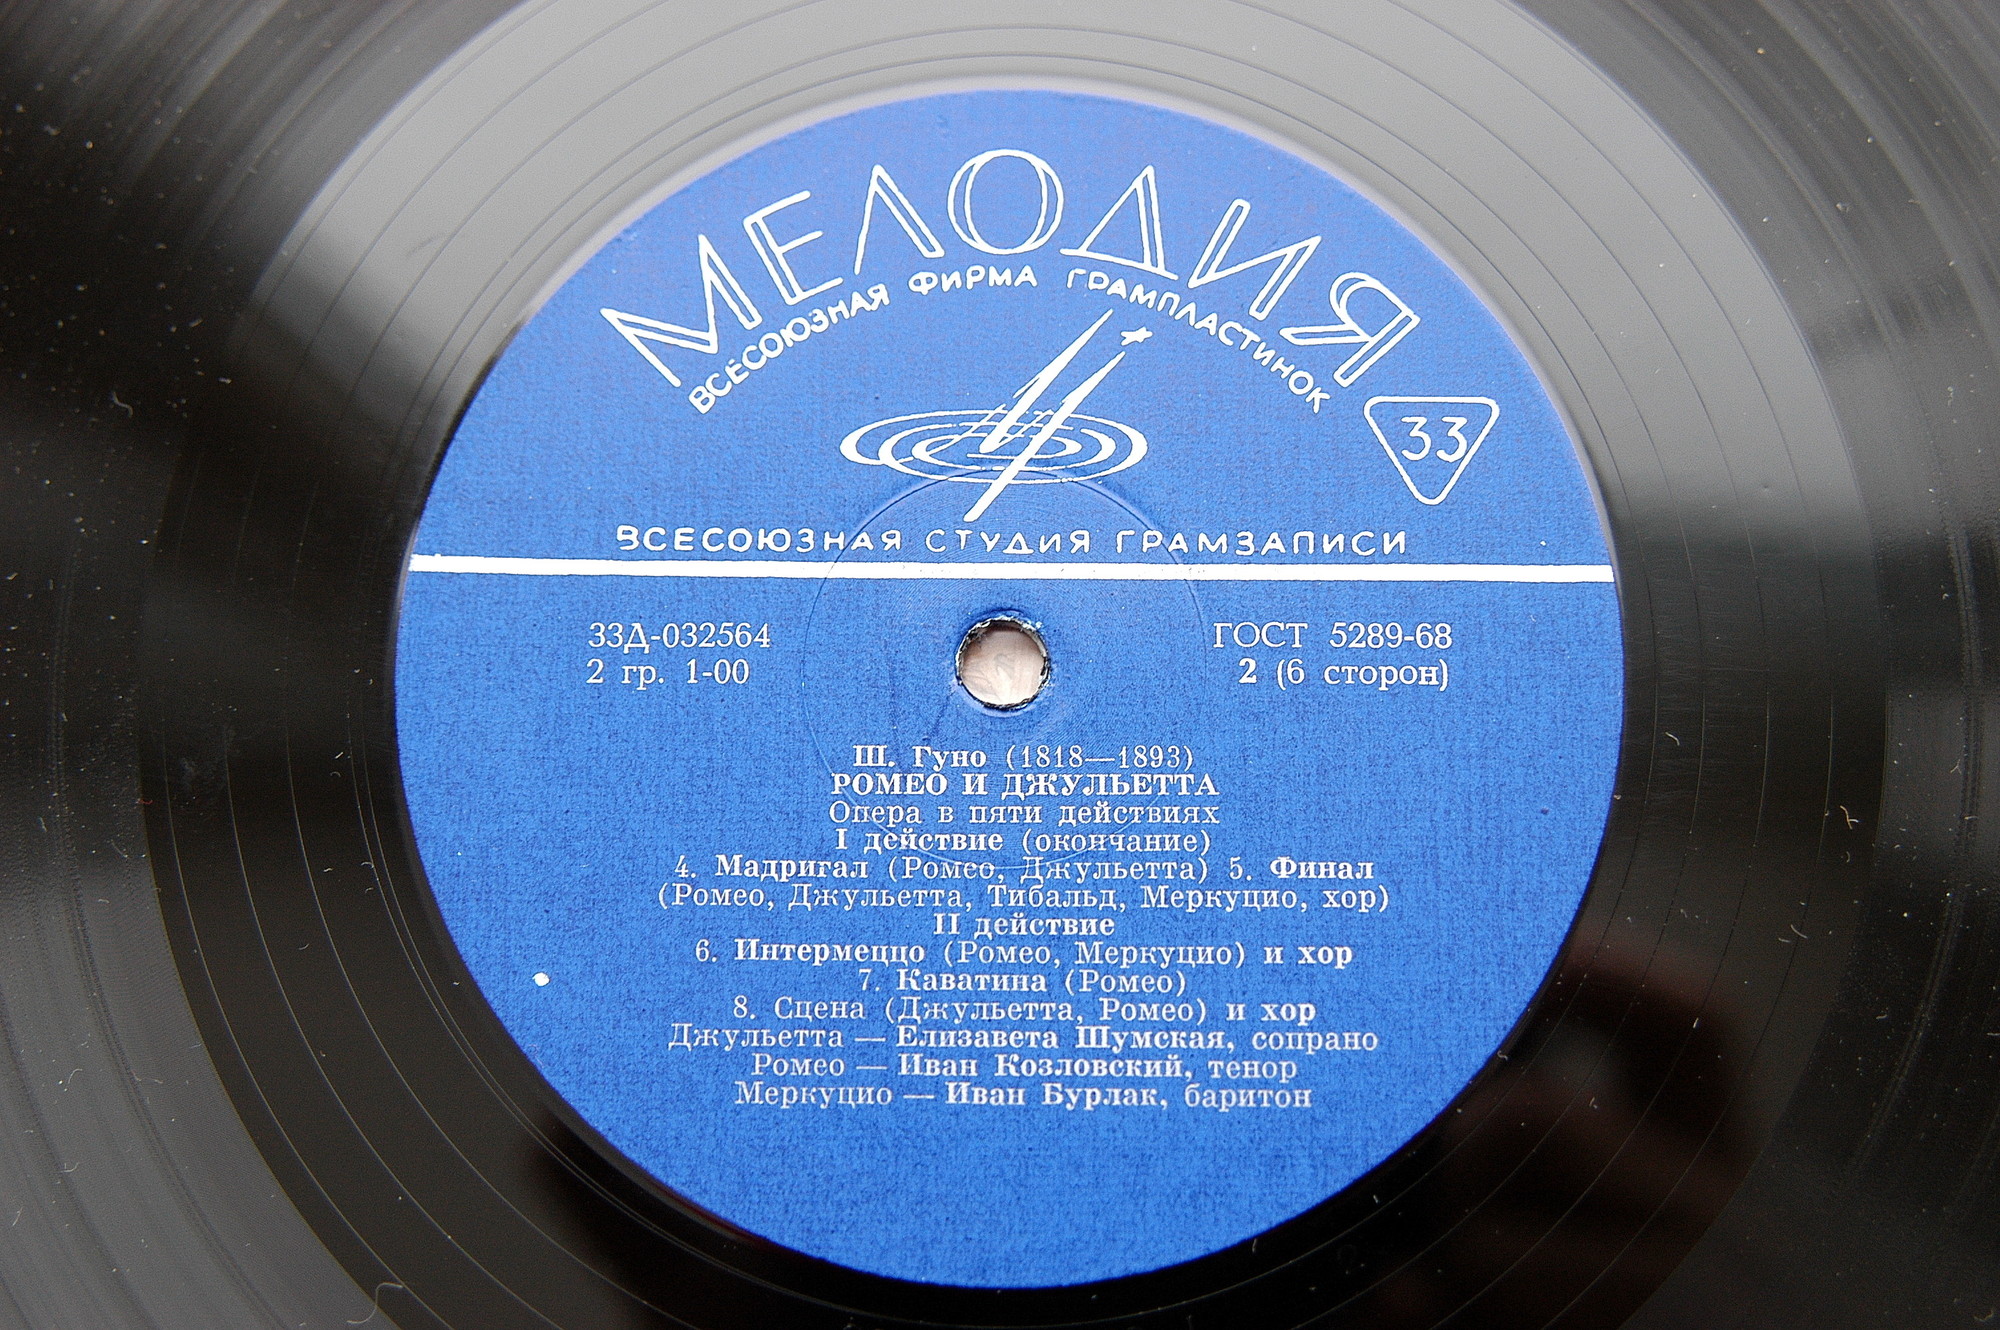 МЕЛОДИЯ
ВСЕСОЮЗНАЯ ФИРМА ГРАМПЛАСТИНОК
33
ВСЕСОЮЗНАЯ СТУДИЯ ГРАМЗАПИСИ
33Д-032564
ГОСТ 5289-68
2 гр. 1-00
2 (6 сторон)
Ш. Гуно (1818—1893)
РОМЕО И ДЖУЛЬЕТТА
Опера в пяти действиях
I действие (окончание)
4. Мадригал (Ромео, Джульетта) 5. Финал
(Ромео, Джульетта, Тибальд, Меркуцио, хор)
II действие
6. Интермеццо (Ромео, Меркуцио) и хор
7. Каватина (Ромео)
8. Сцена (Джульетта, Ромео) и хор
Джульетта — Елизавета Шумская, сопрано
Ромео — Иван Козловский, тенор
Меркуцио — Иван Бурлак, баритон